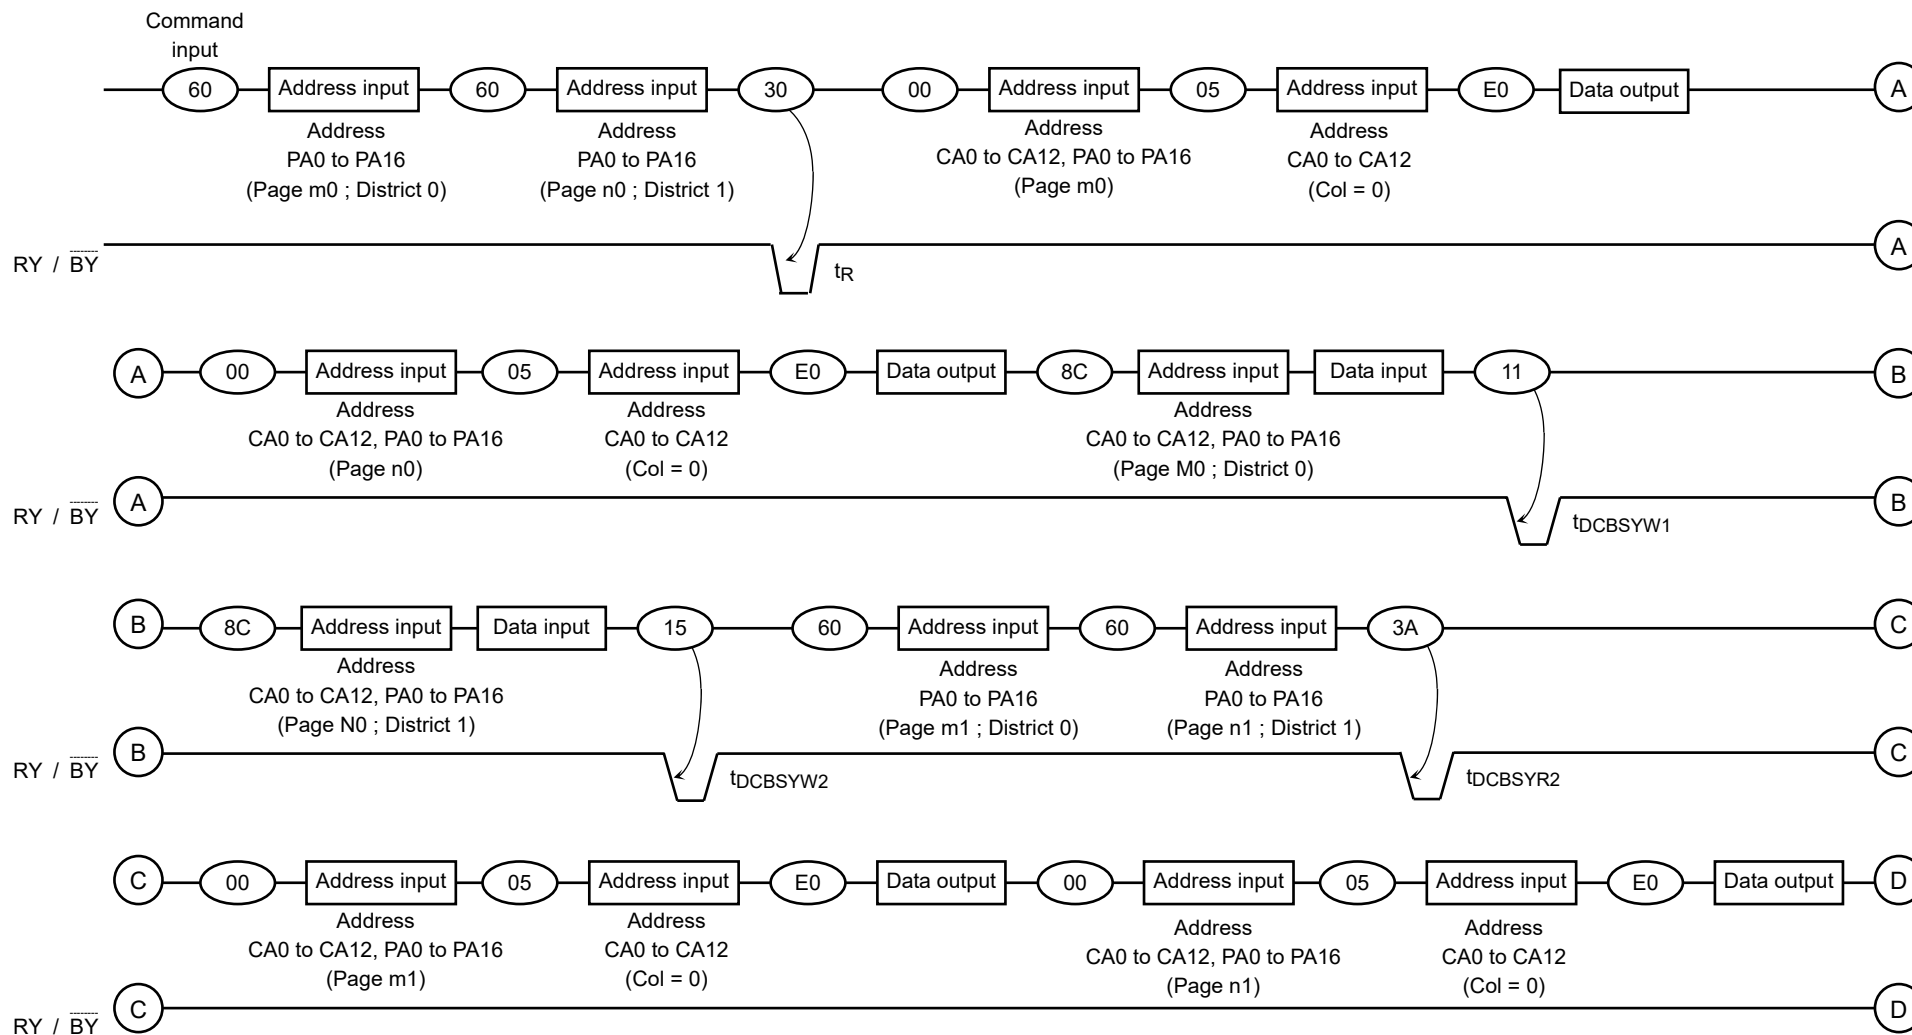 Command
input
60 Address input 60 Address input 30 00 Address input 05 Address input E0 Data output A
Address
PA0 to PA16
(Page m0 ; District 0)
Address
PA0 to PA16
(Page n0 ; District 1)
Address
CA0 to CA12, PA0 to PA16
(Page m0)
Address
CA0 to CA12
(Col = 0)
RY / BY tR A
A 00 Address input 05 Address input E0 Data output 8C Address input Data input 11 B
Address
CA0 to CA12, PA0 to PA16
(Page n0)
Address
CA0 to CA12
(Col = 0)
Address
CA0 to CA12, PA0 to PA16
(Page M0 ; District 0)
RY / BY A tDCBSYW1 B
B 8C Address input Data input 15 60 Address input 60 Address input 3A C
Address
CA0 to CA12, PA0 to PA16
(Page N0 ; District 1)
Address
PA0 to PA16
(Page m1 ; District 0)
Address
PA0 to PA16
(Page n1 ; District 1)
RY / BY B tDCBSYW2 tDCBSYR2 C
C 00 Address input 05 Address input E0 Data output 00 Address input 05 Address input E0 Data output D
Address
CA0 to CA12, PA0 to PA16
(Page m1)
Address
CA0 to CA12
(Col = 0)
Address
CA0 to CA12, PA0 to PA16
(Page n1)
Address
CA0 to CA12
(Col = 0)
RY / BY C D